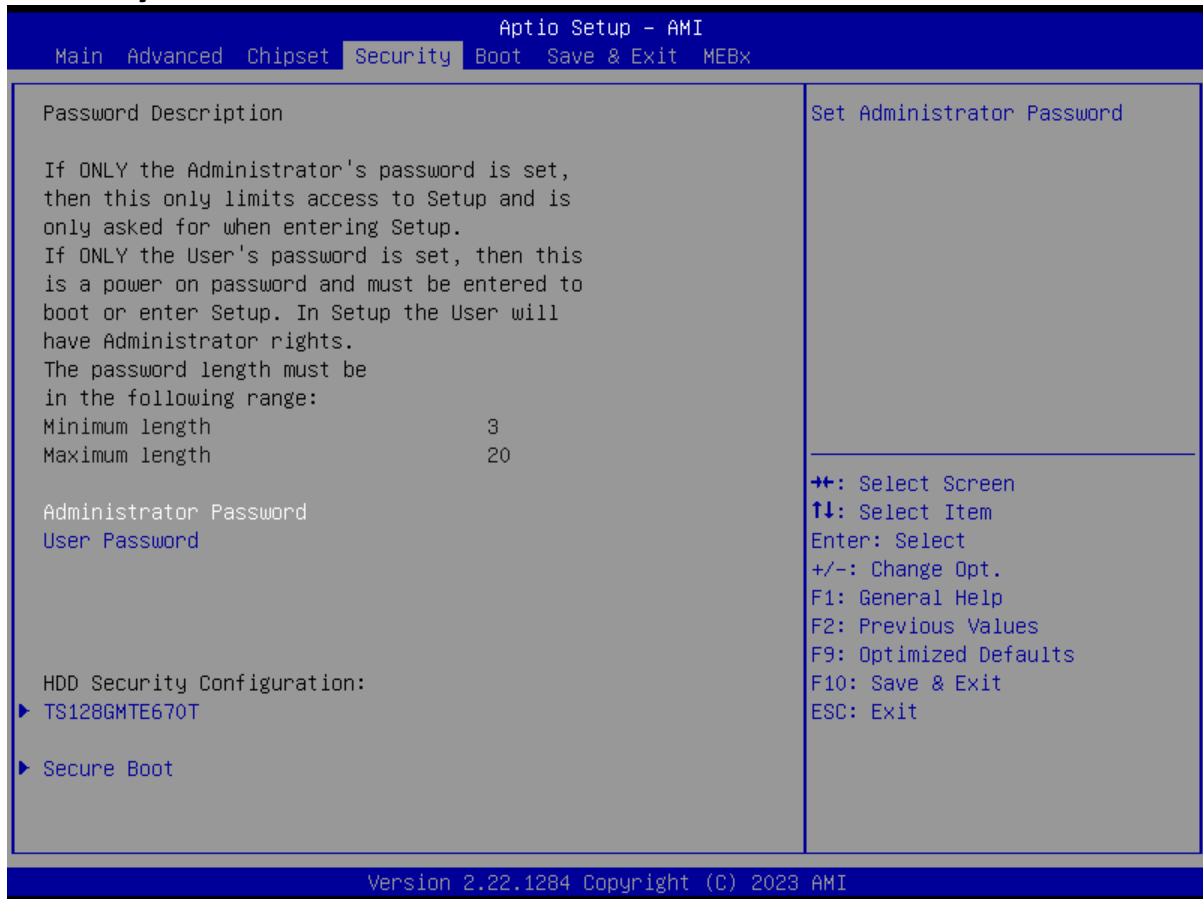 Aptio Setup – AMI
Main Advanced Chipset Security Boot Save & Exit MEBx
Password Description
If ONLY the Administrator's password is set,
then this only limits access to Setup and is
only asked for when entering Setup.
If ONLY the User's password is set, then this
is a power on password and must be entered to
boot or enter Setup. In Setup the User will
have Administrator rights.
The password length must be
in the following range:
Minimum length 3
Maximum length 20
Administrator Password
User Password
HDD Security Configuration:
▶ TS128GMTE670T
▶ Secure Boot
Set Administrator Password
→←: Select Screen
↑↓: Select Item
Enter: Select
+/-: Change Opt.
F1: General Help
F2: Previous Values
F9: Optimized Defaults
F10: Save & Exit
ESC: Exit
Version 2.22.1284 Copyright (C) 2023 AMI